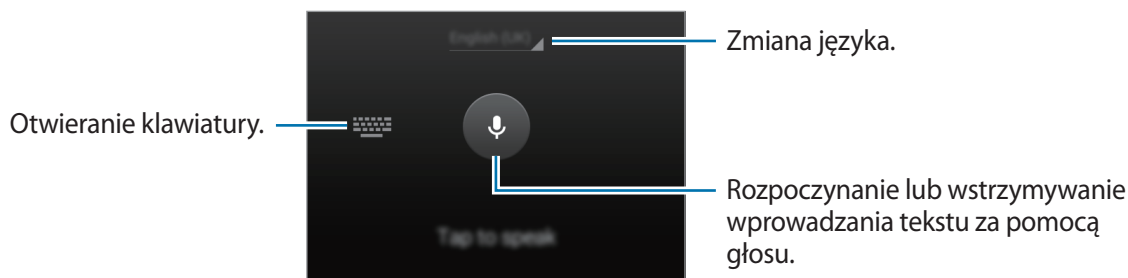 English (UK)
Zmiana języka.
Otwieranie klawiatury.
Rozpoczynanie lub wstrzymywanie
wprowadzania tekstu za pomocą
głosu.
Tap to speak